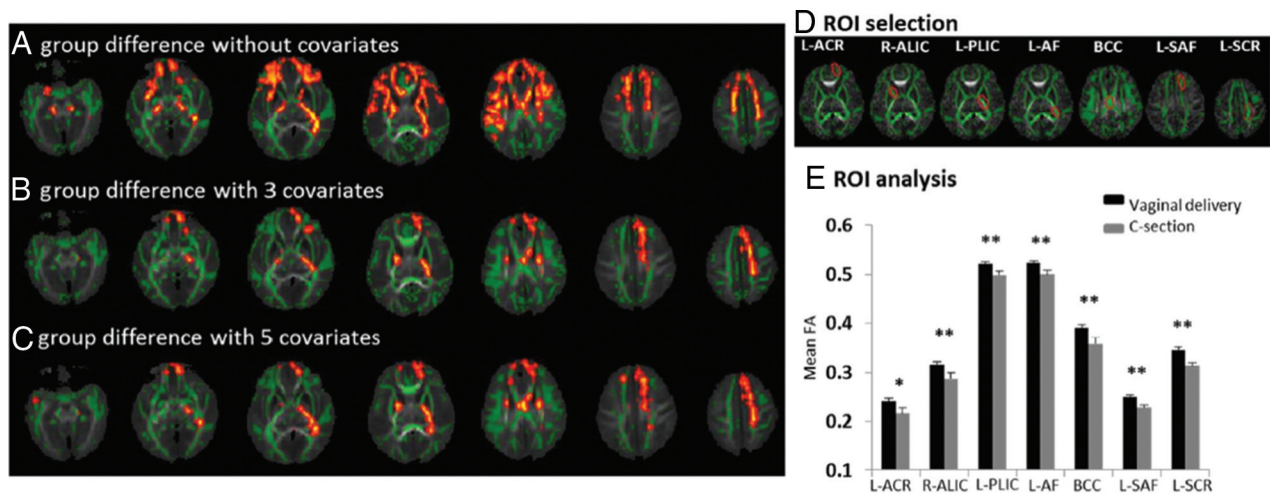 A group difference without covariates
B group difference with 3 covariates
C group difference with 5 covariates
D ROI selection
L-ACR R-ALIC L-PLIC L-AF BCC L-SAF L-SCR
E ROI analysis
Vaginal delivery
C-section
Mean FA
0.6
0.5
0.4
0.3
0.2
0.1
* ** ** ** ** ** **
L-ACR R-ALIC L-PLIC L-AF BCC L-SAF L-SCR